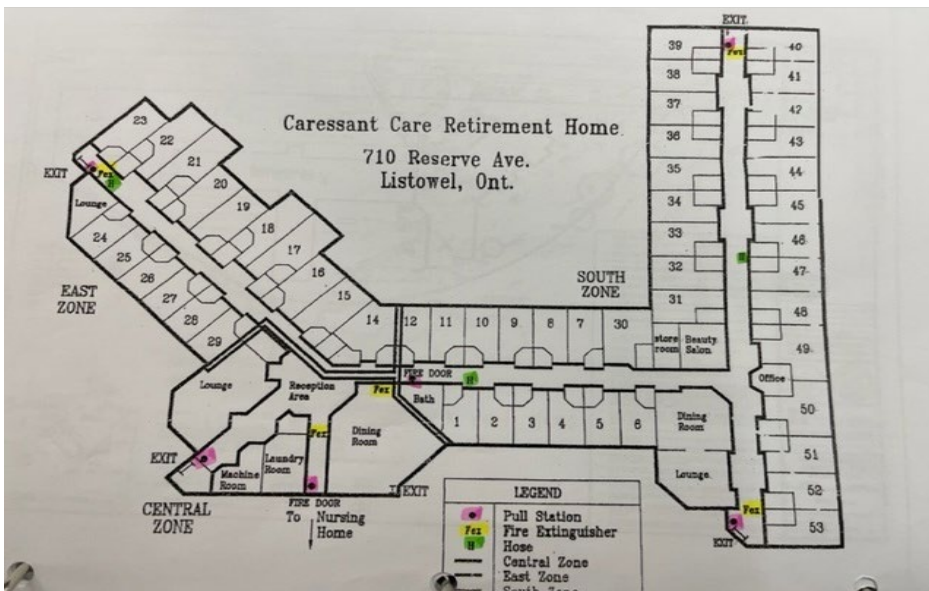 EXIT
39
40
Fex
38
41
37
42
36
43
35
44
34
45
33
46
32
47
31
48
49
Caressant Care Retirement Home
710 Reserve Ave.
Listowel, Ont.
23
22
21
20
19
18
17
16
15
14
EXIT
Fex
H
Lounge
24
25
26
27
28
29
EAST
ZONE
SOUTH
ZONE
H
12
11
10
9
8
7
30
store
room
Beauty
Salon
Office
50
51
52
53
FIRE DOOR
H
Bath
1
2
3
4
5
6
Dining
Room
Lounge
Fex
EXIT
Lounge
Reception
Area
Fex
Dining
Room
Fex
EXIT
Machine
Room
Laundry
Room
FIRE DOOR
EXIT
CENTRAL
ZONE
To Nursing
Home
LEGEND
Pull Station
Fex Fire Extinguisher
H Hose
Central Zone
East Zone
South Zone